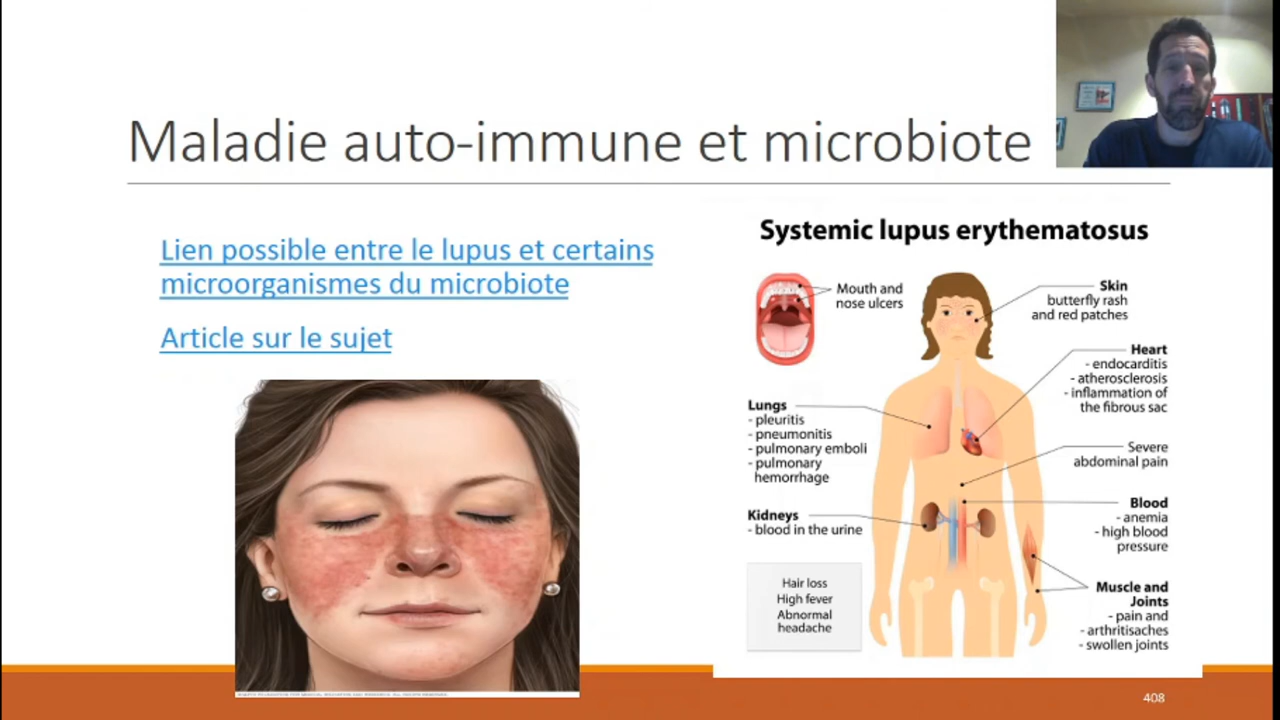 Maladie auto-immune et microbiote
Lien possible entre le lupus et certains
microorganismes du microbiote
Article sur le sujet
Systemic lupus erythematosus
Mouth and
nose ulcers
Skin
butterfly rash
and red patches
Heart
- endocarditis
- atherosclerosis
- inflammation of
the fibrous sac
Lungs
- pleuritis
- pneumonitis
- pulmonary emboli
- pulmonary
hemorrhage
Severe
abdominal pain
Kidneys
- blood in the urine
Blood
- anemia
- high blood
pressure
Hair loss
High fever
Abnormal
headache
Muscle and
Joints
- pain and
- arthritisaches
- swollen joints
408